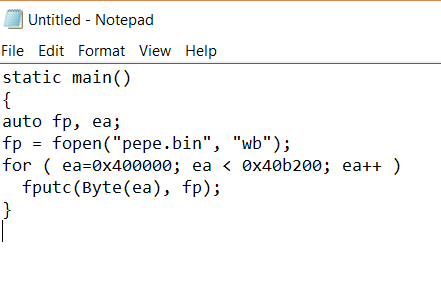 Untitled - Notepad
File Edit Format View Help
static main()
{
auto fp, ea;
fp = fopen("pepe.bin", "wb");
for ( ea=0x400000; ea < 0x40b200; ea++ )
  fputc(Byte(ea), fp);
}